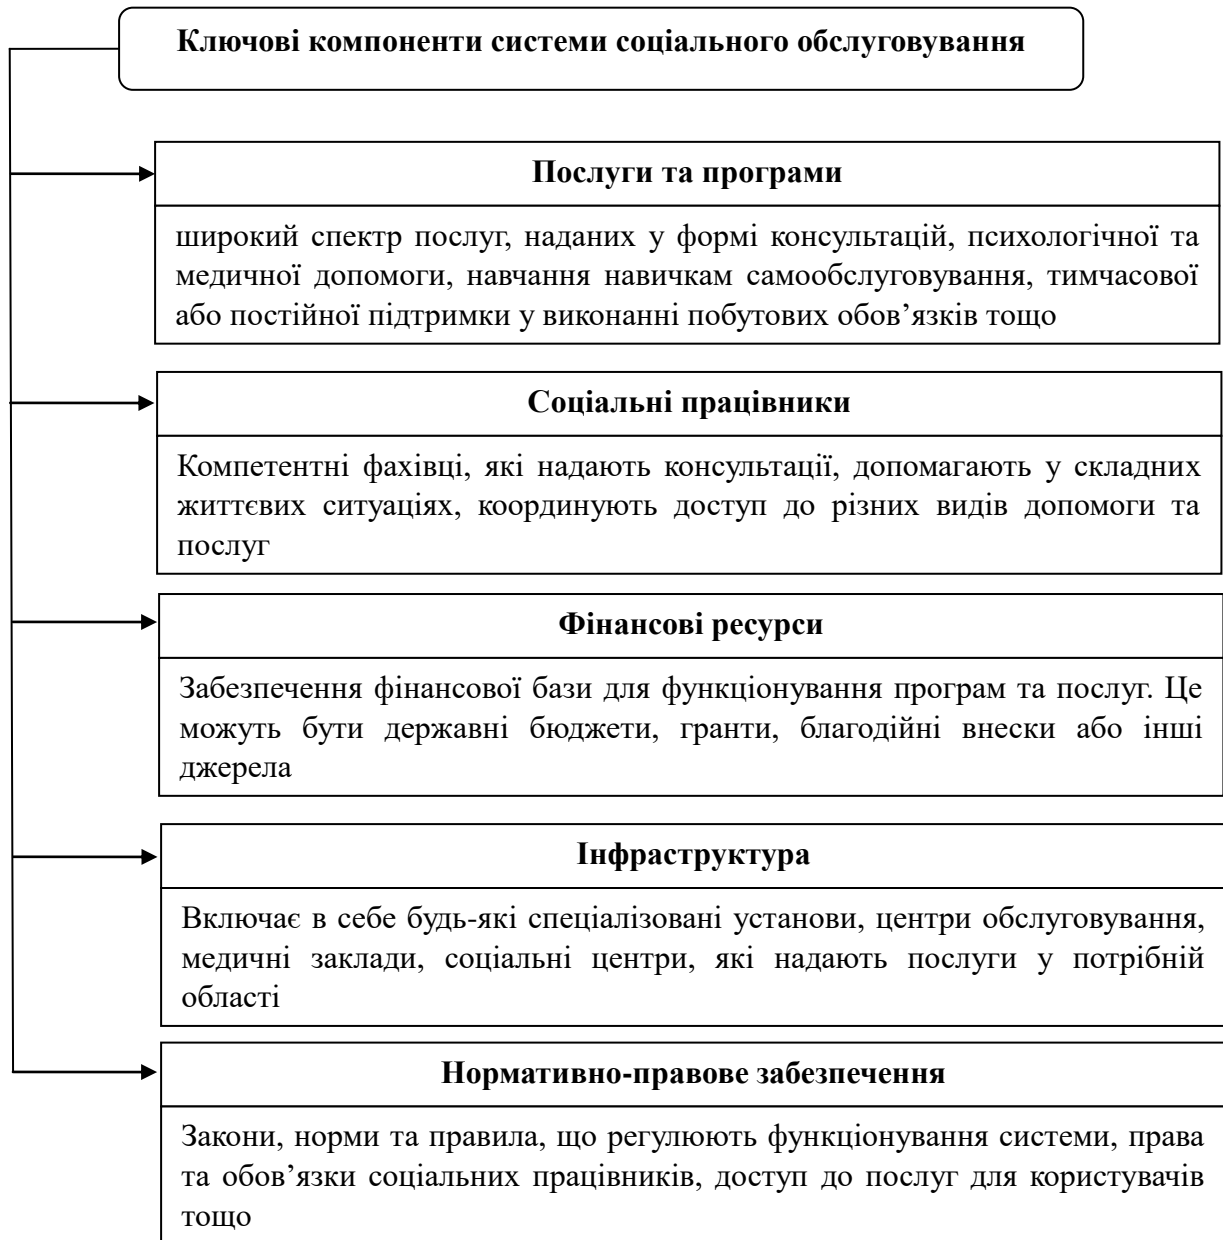 Ключові компоненти системи соціального обслуговування
Послуги та програми
широкий спектр послуг, наданих у формі консультацій, психологічної та
медичної допомоги, навчання навичкам самообслуговування, тимчасової
або постійної підтримки у виконанні побутових обов’язків тощо
Соціальні працівники
Компетентні фахівці, які надають консультації, допомагають у складних
життєвих ситуаціях, координують доступ до різних видів допомоги та
послуг
Фінансові ресурси
Забезпечення фінансової бази для функціонування програм та послуг. Це
можуть бути державні бюджети, гранти, благодійні внески або інші
джерела
Інфраструктура
Включає в себе будь-які спеціалізовані установи, центри обслуговування,
медичні заклади, соціальні центри, які надають послуги у потрібній
області
Нормативно-правове забезпечення
Закони, норми та правила, що регулюють функціонування системи, права
та обов’язки соціальних працівників, доступ до послуг для користувачів
тощо